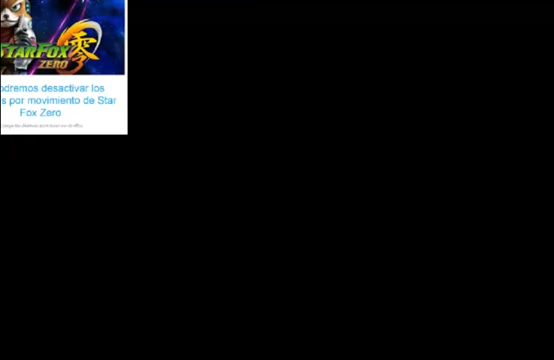 STARFOX
零
ZERO
odremos desactivar los
s por movimiento de Star
Fox Zero